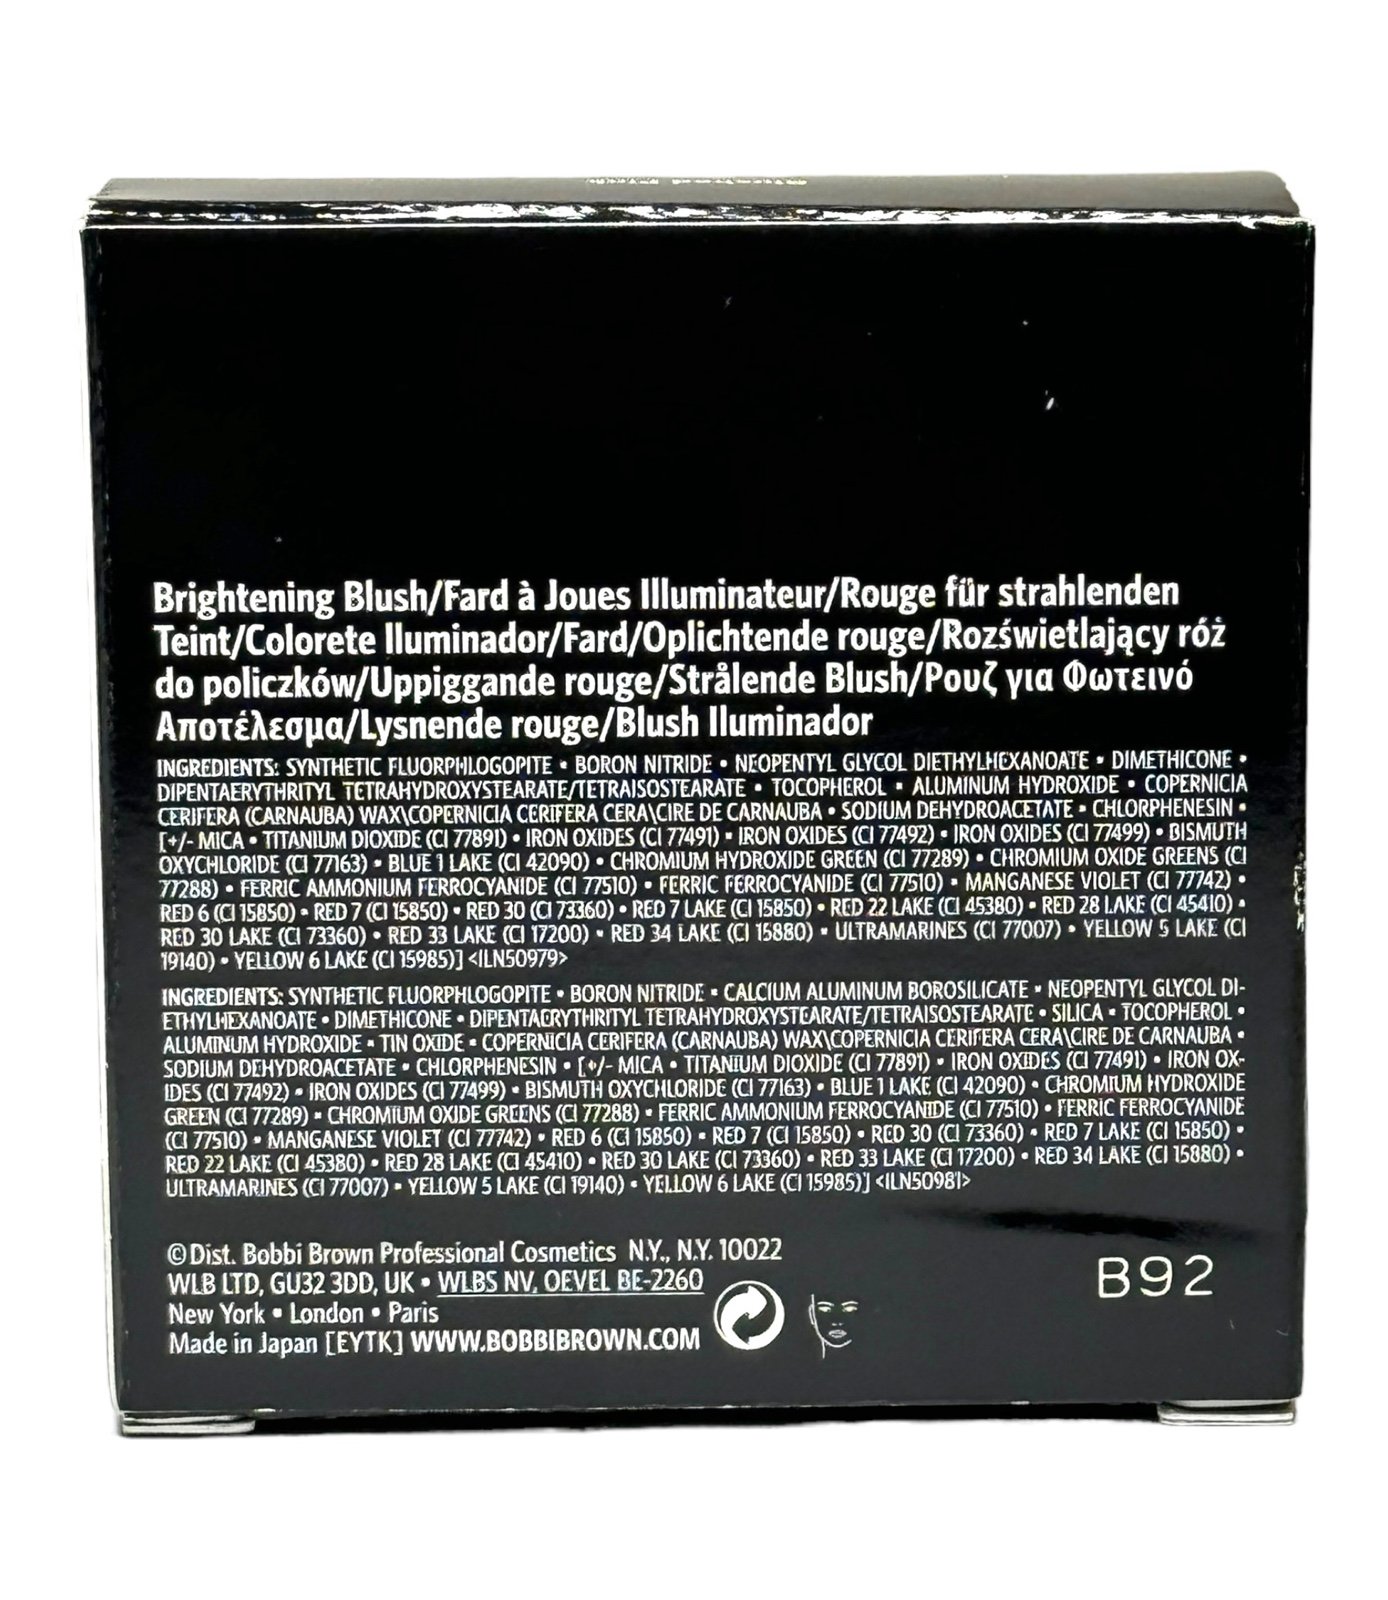 Brightening Blush/Fard à Joues Illuminateur/Rouge für strahlenden
Teint/Colorete Iluminador/Fard/Oplichtende rouge/Rozświetlający róż
do policzków/Uppiggande rouge/Strålende Blush/Ρουζ για Φωτεινό
Αποτέλεσμα/Lysnende rouge/Blush Iluminador
INGREDIENTS: SYNTHETIC FLUORPHLOGOPITE • BORON NITRIDE • NEOPENTYL GLYCOL DIETHYLHEXANOATE • DIMETHICONE •
DIPENTAERYTHRITYL TETRAHYDROXYSTEARATE/TETRAISOSTEARATE • TOCOPHEROL • ALUMINUM HYDROXIDE • COPERNICIA
CERIFERA (CARNAUBA) WAX\COPERNICIA CERIFERA CERA\CIRE DE CARNAUBA • SODIUM DEHYDROACETATE • CHLORPHENESIN •
[+/- MICA • TITANIUM DIOXIDE (CI 77891) • IRON OXIDES (CI 77491) • IRON OXIDES (CI 77492) • IRON OXIDES (CI 77499) • BISMUTH
OXYCHLORIDE (CI 77163) • BLUE 1 LAKE (CI 42090) • CHROMIUM HYDROXIDE GREEN (CI 77289) • CHROMIUM OXIDE GREENS (CI
77288) • FERRIC AMMONIUM FERROCYANIDE (CI 77510) • FERRIC FERROCYANIDE (CI 77510) • MANGANESE VIOLET (CI 77742) •
RED 6 (CI 15850) • RED 7 (CI 15850) • RED 30 (CI 73360) • RED 7 LAKE (CI 15850) • RED 22 LAKE (CI 45380) • RED 28 LAKE (CI 45410) •
RED 30 LAKE (CI 73360) • RED 33 LAKE (CI 17200) • RED 34 LAKE (CI 15880) • ULTRAMARINES (CI 77007) • YELLOW 5 LAKE (CI
19140) • YELLOW 6 LAKE (CI 15985)] <ILN50979>
INGREDIENTS: SYNTHETIC FLUORPHLOGOPITE • BORON NITRIDE • CALCIUM ALUMINUM BOROSILICATE • NEOPENTYL GLYCOL DI-
ETHYLHEXANOATE • DIMETHICONE • DIPENTAERYTHRITYL TETRAHYDROXYSTEARATE/TETRAISOSTEARATE • SILICA • TOCOPHEROL •
ALUMINUM HYDROXIDE • TIN OXIDE • COPERNICIA CERIFERA (CARNAUBA) WAX\COPERNICIA CERIFERA CERA\CIRE DE CARNAUBA •
SODIUM DEHYDROACETATE • CHLORPHENESIN • [+/- MICA • TITANIUM DIOXIDE (CI 77891) • IRON OXIDES (CI 77491) • IRON OX-
IDES (CI 77492) • IRON OXIDES (CI 77499) • BISMUTH OXYCHLORIDE (CI 77163) • BLUE 1 LAKE (CI 42090) • CHROMIUM HYDROXIDE
GREEN (CI 77289) • CHROMIUM OXIDE GREENS (CI 77288) • FERRIC AMMONIUM FERROCYANIDE (CI 77510) • FERRIC FERROCYANIDE
(CI 77510) • MANGANESE VIOLET (CI 77742) • RED 6 (CI 15850) • RED 7 (CI 15850) • RED 30 (CI 73360) • RED 7 LAKE (CI 15850) •
RED 22 LAKE (CI 45380) • RED 28 LAKE (CI 45410) • RED 30 LAKE (CI 73360) • RED 33 LAKE (CI 17200) • RED 34 LAKE (CI 15880) •
ULTRAMARINES (CI 77007) • YELLOW 5 LAKE (CI 19140) • YELLOW 6 LAKE (CI 15985)] <ILN50981>
© Dist. Bobbi Brown Professional Cosmetics N.Y., N.Y. 10022
WLB LTD, GU32 3DD, UK • WLBS NV, OEVEL BE-2260
New York • London • Paris
Made in Japan [EYTK] WWW.BOBBIBROWN.COM
B92